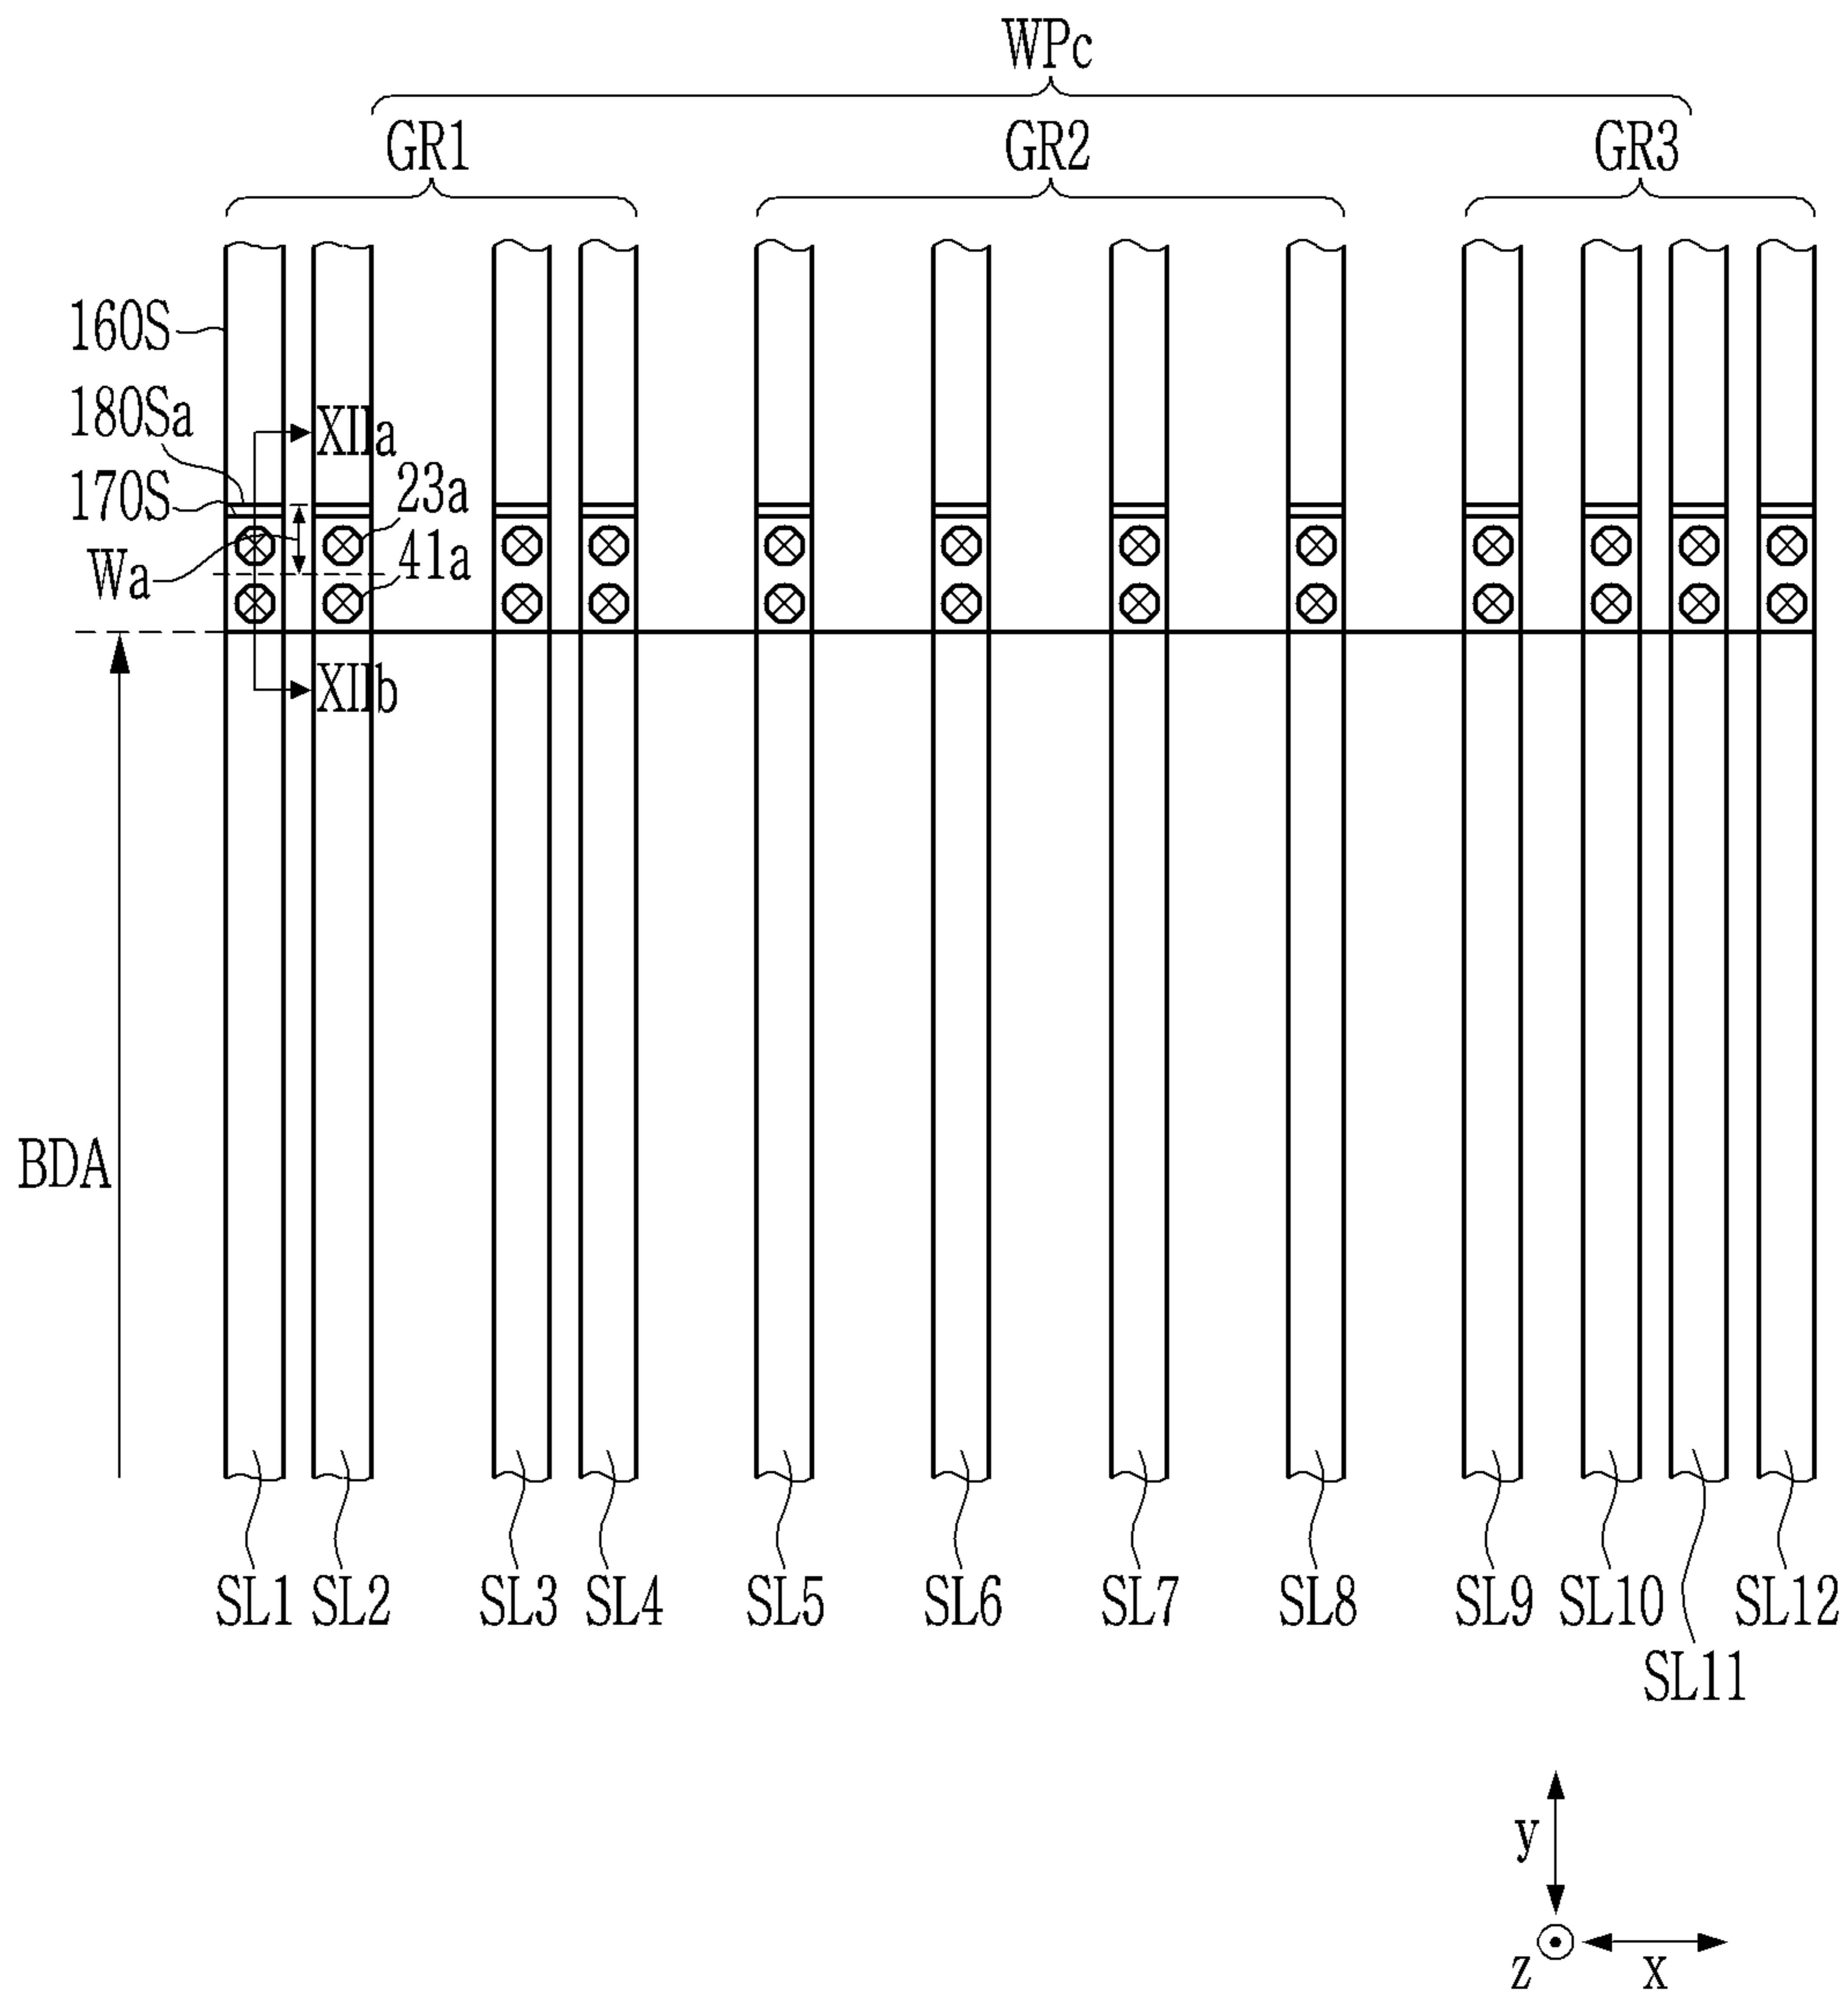 WPc
GR1 GR2 GR3
160S
180Sa
XIIa
170S
23a
41a
Wa
XIIb
BDA
SL1 SL2 SL3 SL4 SL5 SL6 SL7 SL8 SL9 SL10 SL12
SL11
y
z x